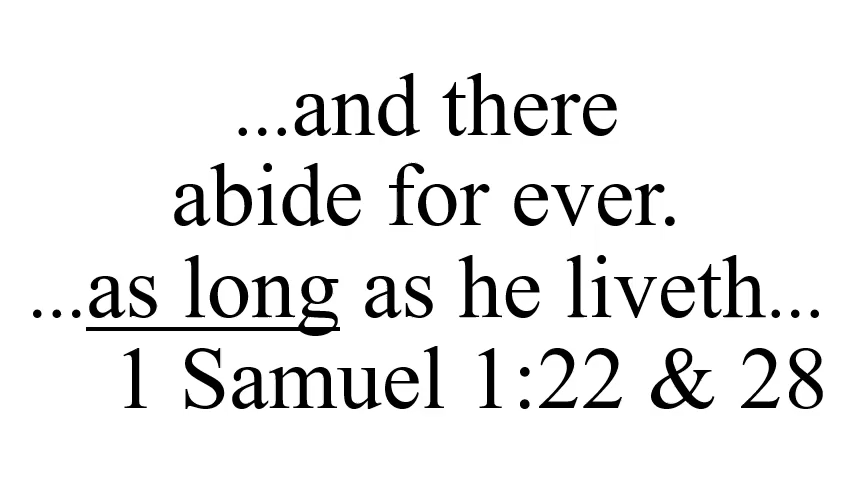 ...and there
abide for ever.
...as long as he liveth...
1 Samuel 1:22 & 28